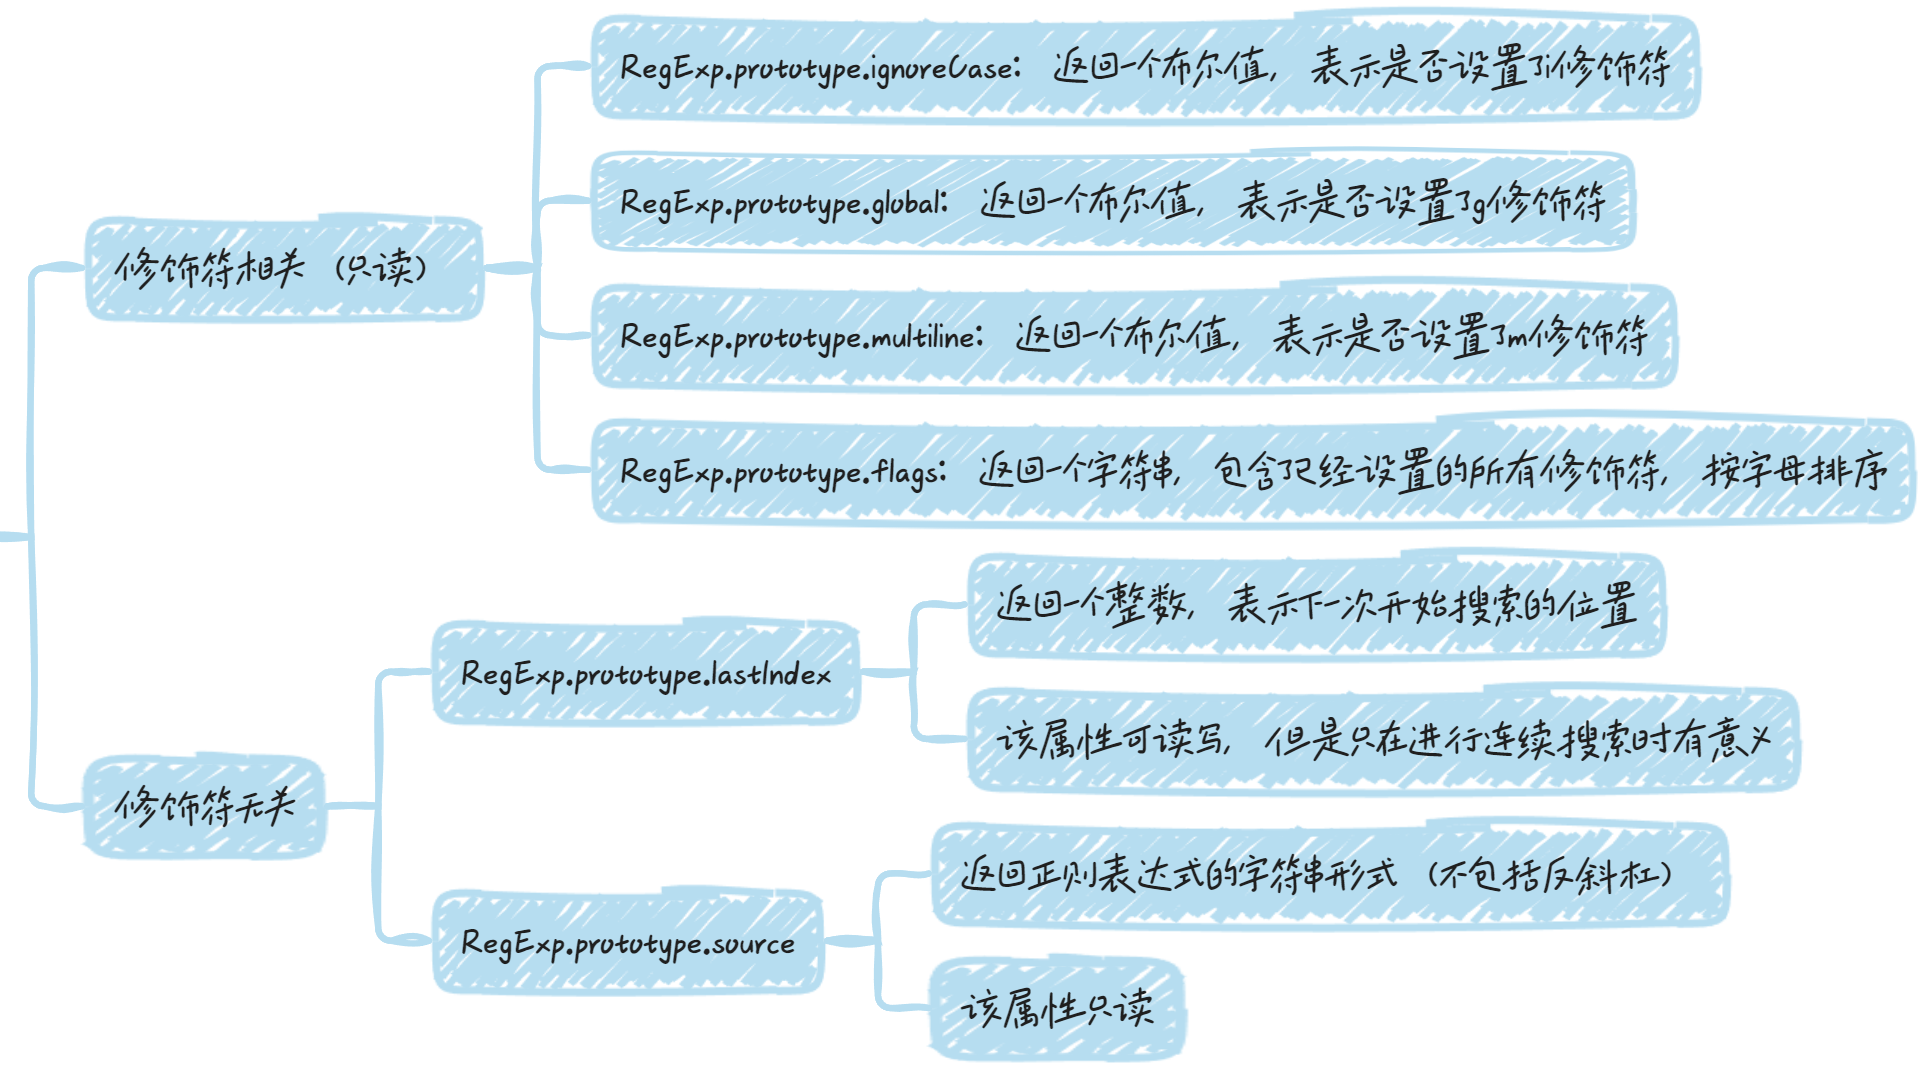 RegExp.prototype.ignoreCase: 返回一个布尔值, 表示是否设置了i修饰符
RegExp.prototype.global: 返回一个布尔值, 表示是否设置了g修饰符
修饰符相关 (只读)
RegExp.prototype.multiline: 返回一个布尔值, 表示是否设置了m修饰符
RegExp.prototype.flags: 返回一个字符串, 包含了已经设置的所有修饰符, 按字母排序
返回一个整数, 表示下一次开始搜索的位置
RegExp.prototype.lastIndex
该属性可读写, 但是只在进行连续搜索时有意义
修饰符无关
返回正则表达式的字符串形式 (不包括反斜杠)
RegExp.prototype.source
该属性只读